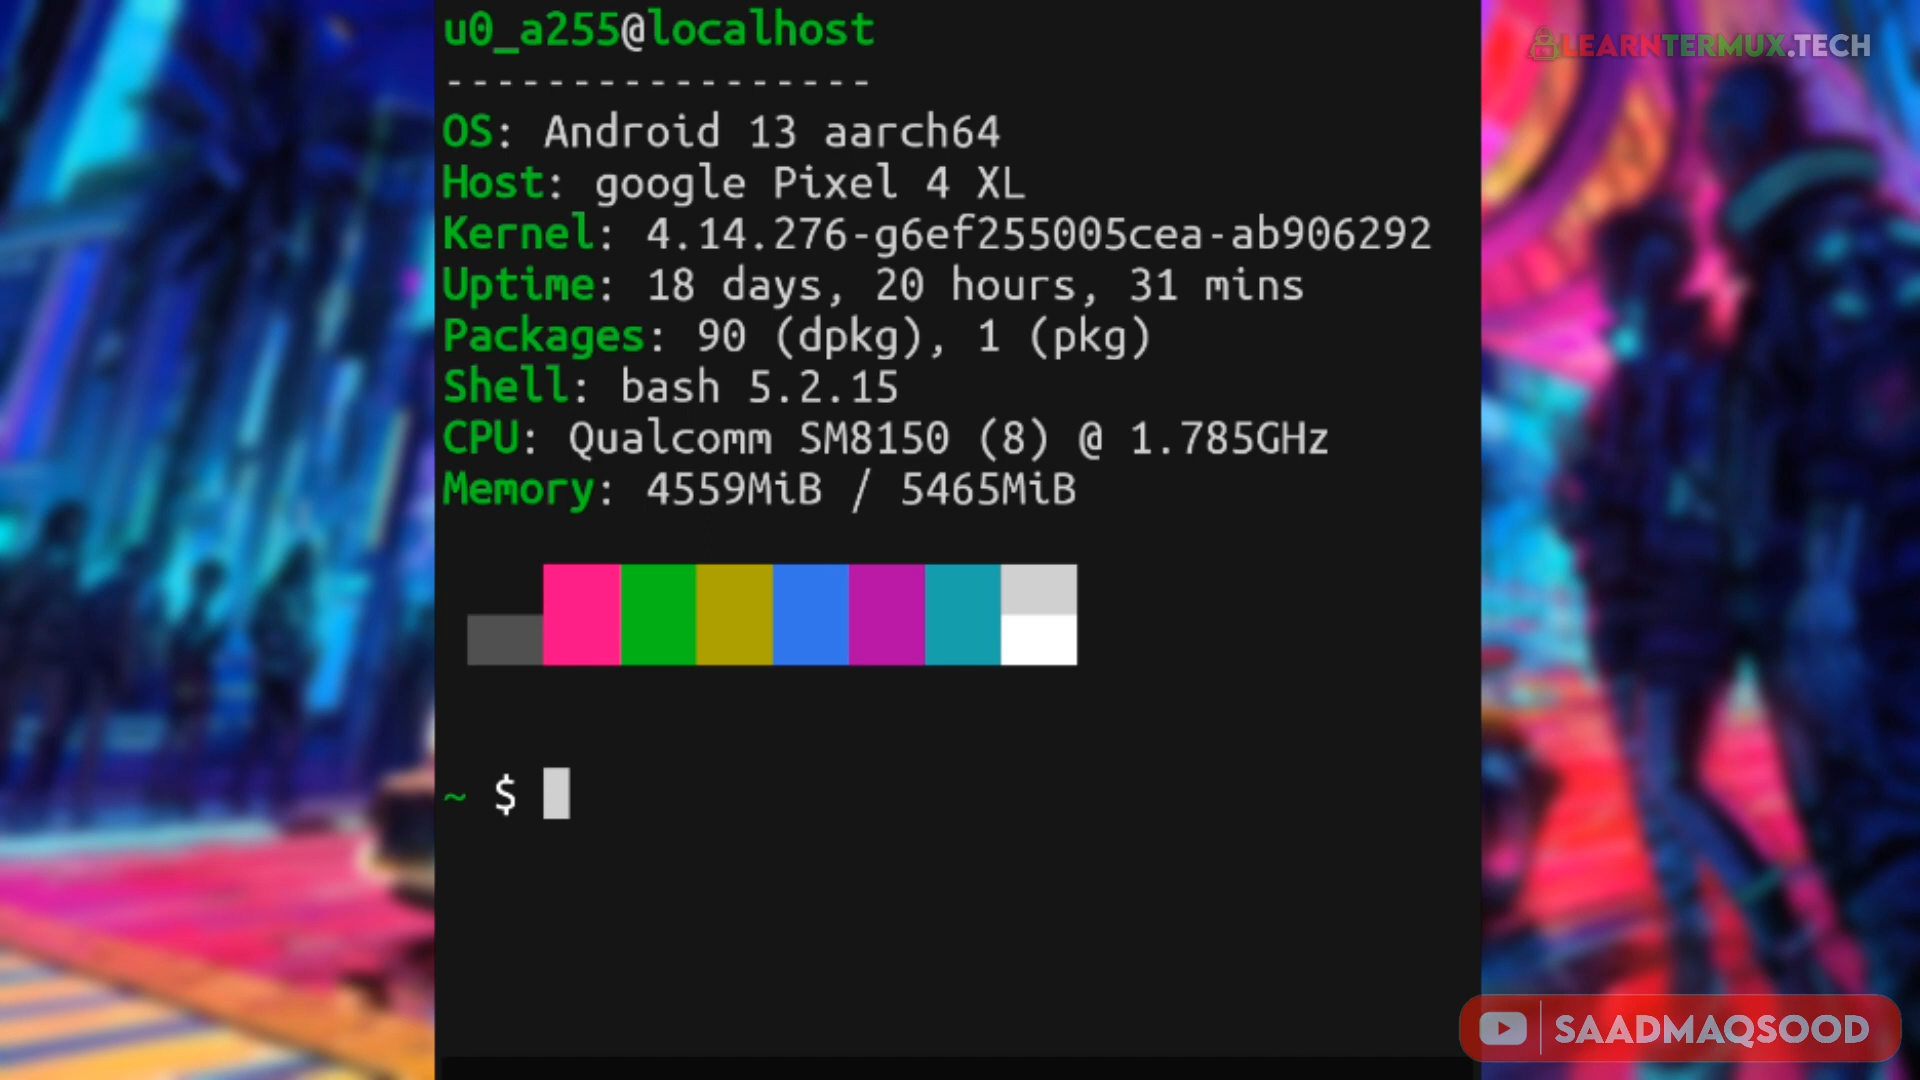 u0_a255@localhost
LEARNTERMUX.TECH
-----------------
OS: Android 13 aarch64
Host: google Pixel 4 XL
Kernel: 4.14.276-g6ef255005cea-ab906292
Uptime: 18 days, 20 hours, 31 mins
Packages: 90 (dpkg), 1 (pkg)
Shell: bash 5.2.15
CPU: Qualcomm SM8150 (8) @ 1.785GHz
Memory: 4559MiB / 5465MiB
~ $
SAADMAQSOOD